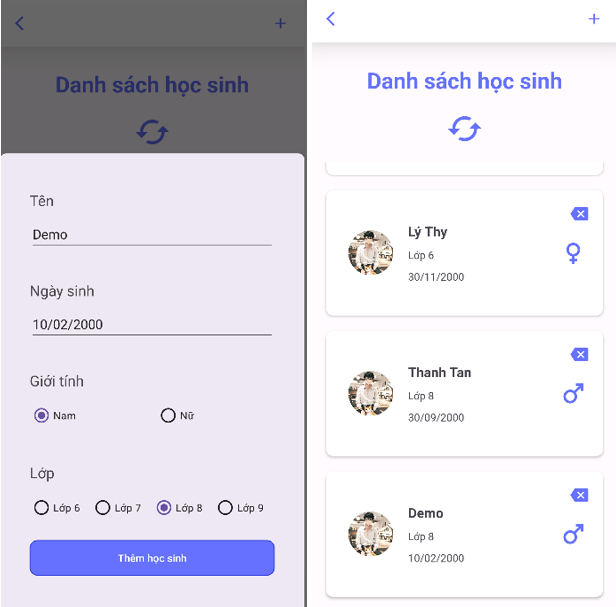 Danh sách học sinh
Tên
Demo
Ngày sinh
10/02/2000
Giới tính
Nam Nữ
Lớp
Lớp 6 Lớp 7 Lớp 8 Lớp 9
Thêm học sinh
Danh sách học sinh
Lý Thy
Lớp 6
30/11/2000
Thanh Tan
Lớp 8
30/09/2000
Demo
Lớp 8
10/02/2000